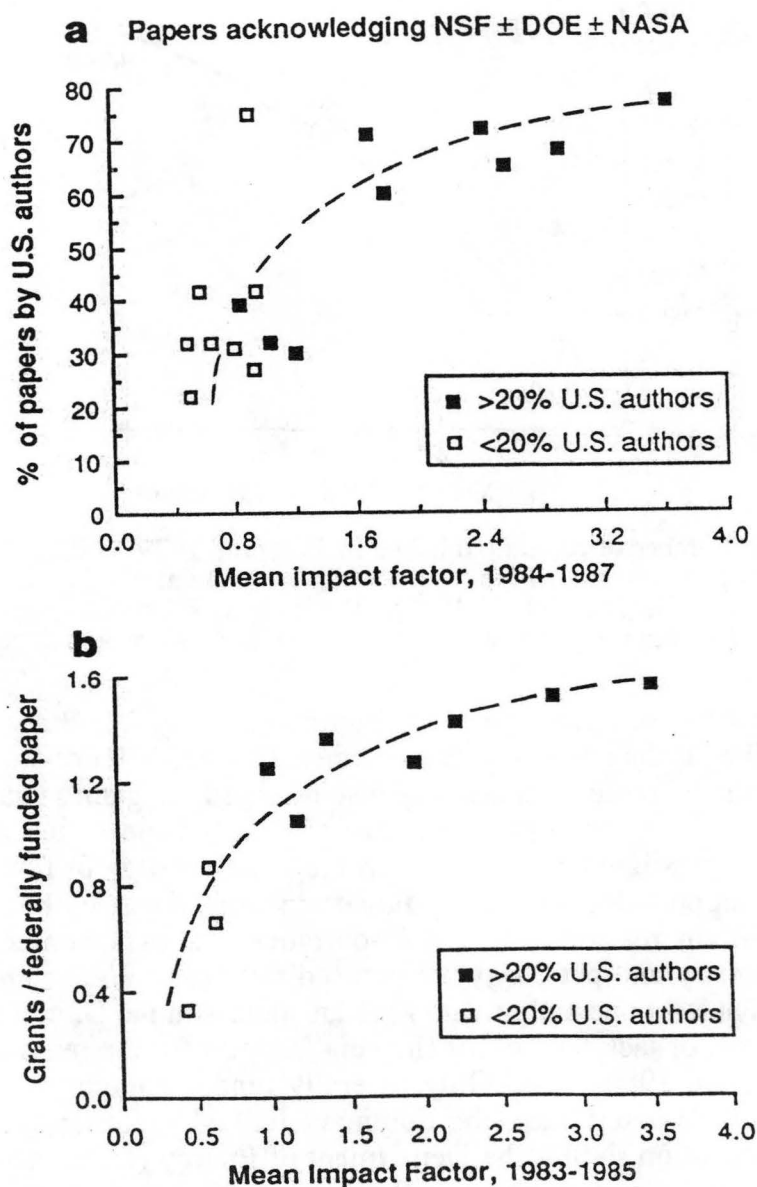 a Papers acknowledging NSF ± DOE ± NASA
% of papers by U.S. authors
80
70
60
50
40
30
20
10
0
>20% U.S. authors
<20% U.S. authors
0.0 0.8 1.6 2.4 3.2 4.0
Mean impact factor, 1984-1987
b
Grants / federally funded paper
1.6
1.2
0.8
0.4
0.0
>20% U.S. authors
<20% U.S. authors
0.0 0.5 1.0 1.5 2.0 2.5 3.0 3.5 4.0
Mean Impact Factor, 1983-1985